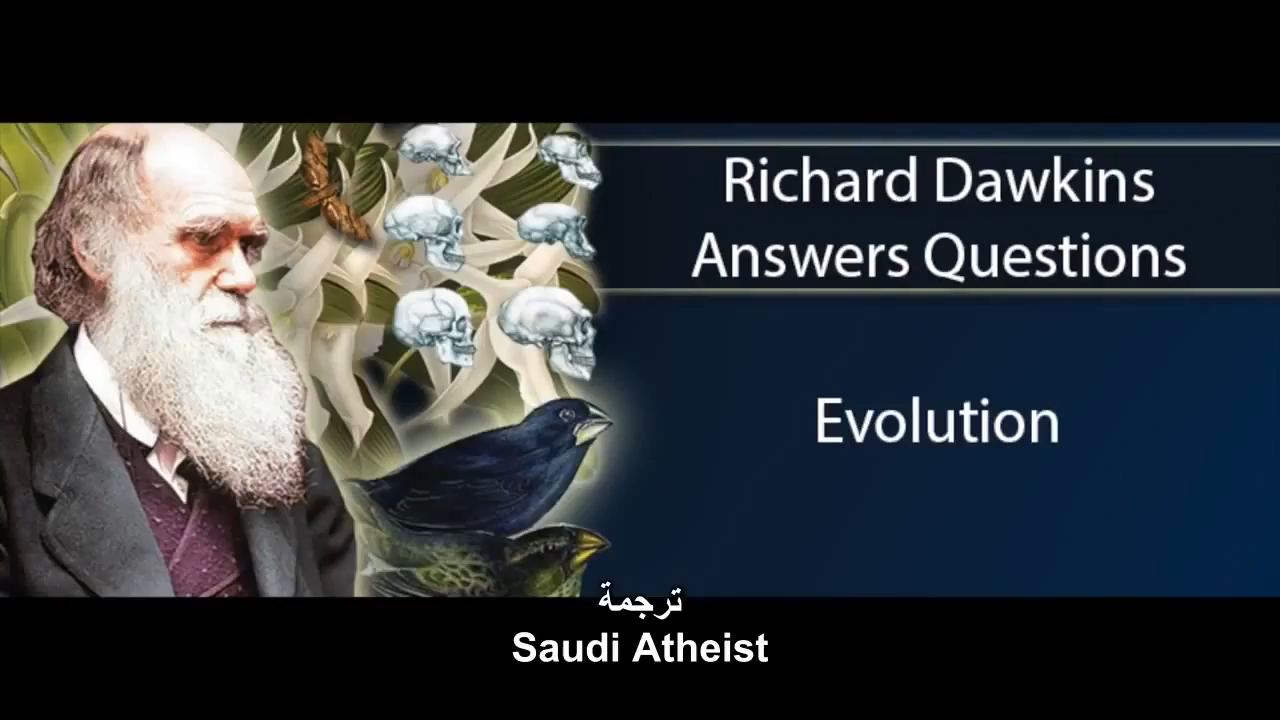 Richard Dawkins
Answers Questions
Evolution
ترجمة
Saudi Atheist